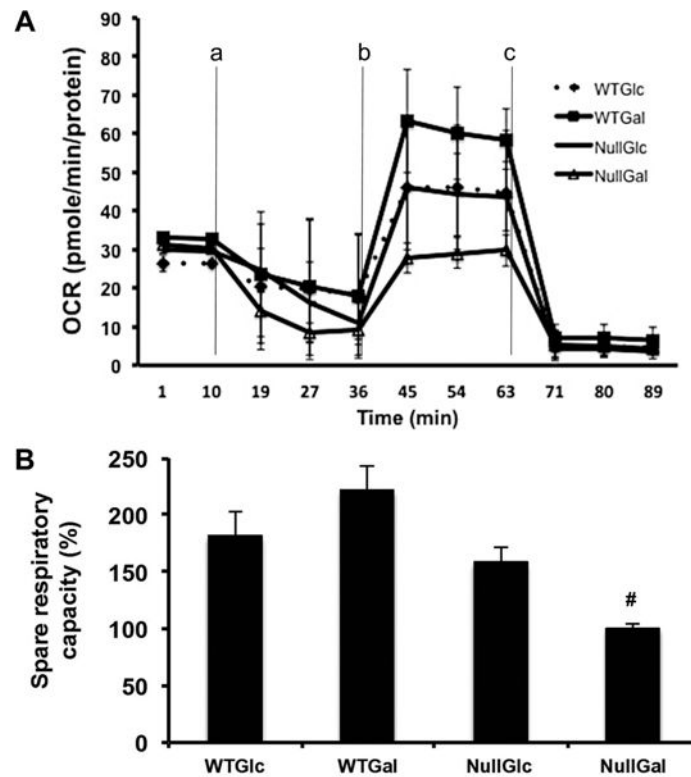 A
a
b
c
90
80
70
60
50
40
30
20
10
0
OCR (pmole/min/protein)
WTGlc
WTGal
NullGlc
NullGal
1 10 19 27 36 45 54 63 71 80 89
Time (min)
B
250
200
150
100
50
0
Spare respiratory
capacity (%)
#
WTGlc WTGal NullGlc NullGal